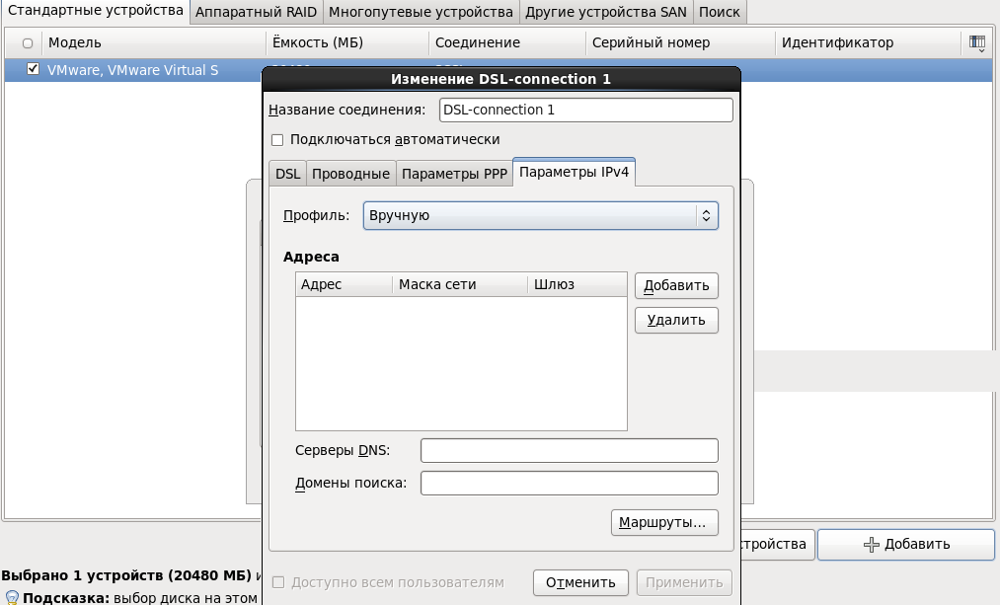 Стандартные устройства Аппаратный RAID Многопутевые устройства Другие устройства SAN Поиск
Модель Ёмкость (МБ) Соединение Серийный номер Идентификатор
VMware, VMware Virtual S
Изменение DSL-connection 1
Название соединения: DSL-connection 1
Подключаться автоматически
DSL Проводные Параметры PPP Параметры IPv4
Профиль: Вручную
Адреса
Адрес Маска сети Шлюз Добавить
Удалить
Серверы DNS:
Домены поиска:
Маршруты...
стройства Добавить
Выбрано 1 устройств (20480 МБ) и
Доступно всем пользователям Отменить Применить
Подсказка: выбор диска на этом